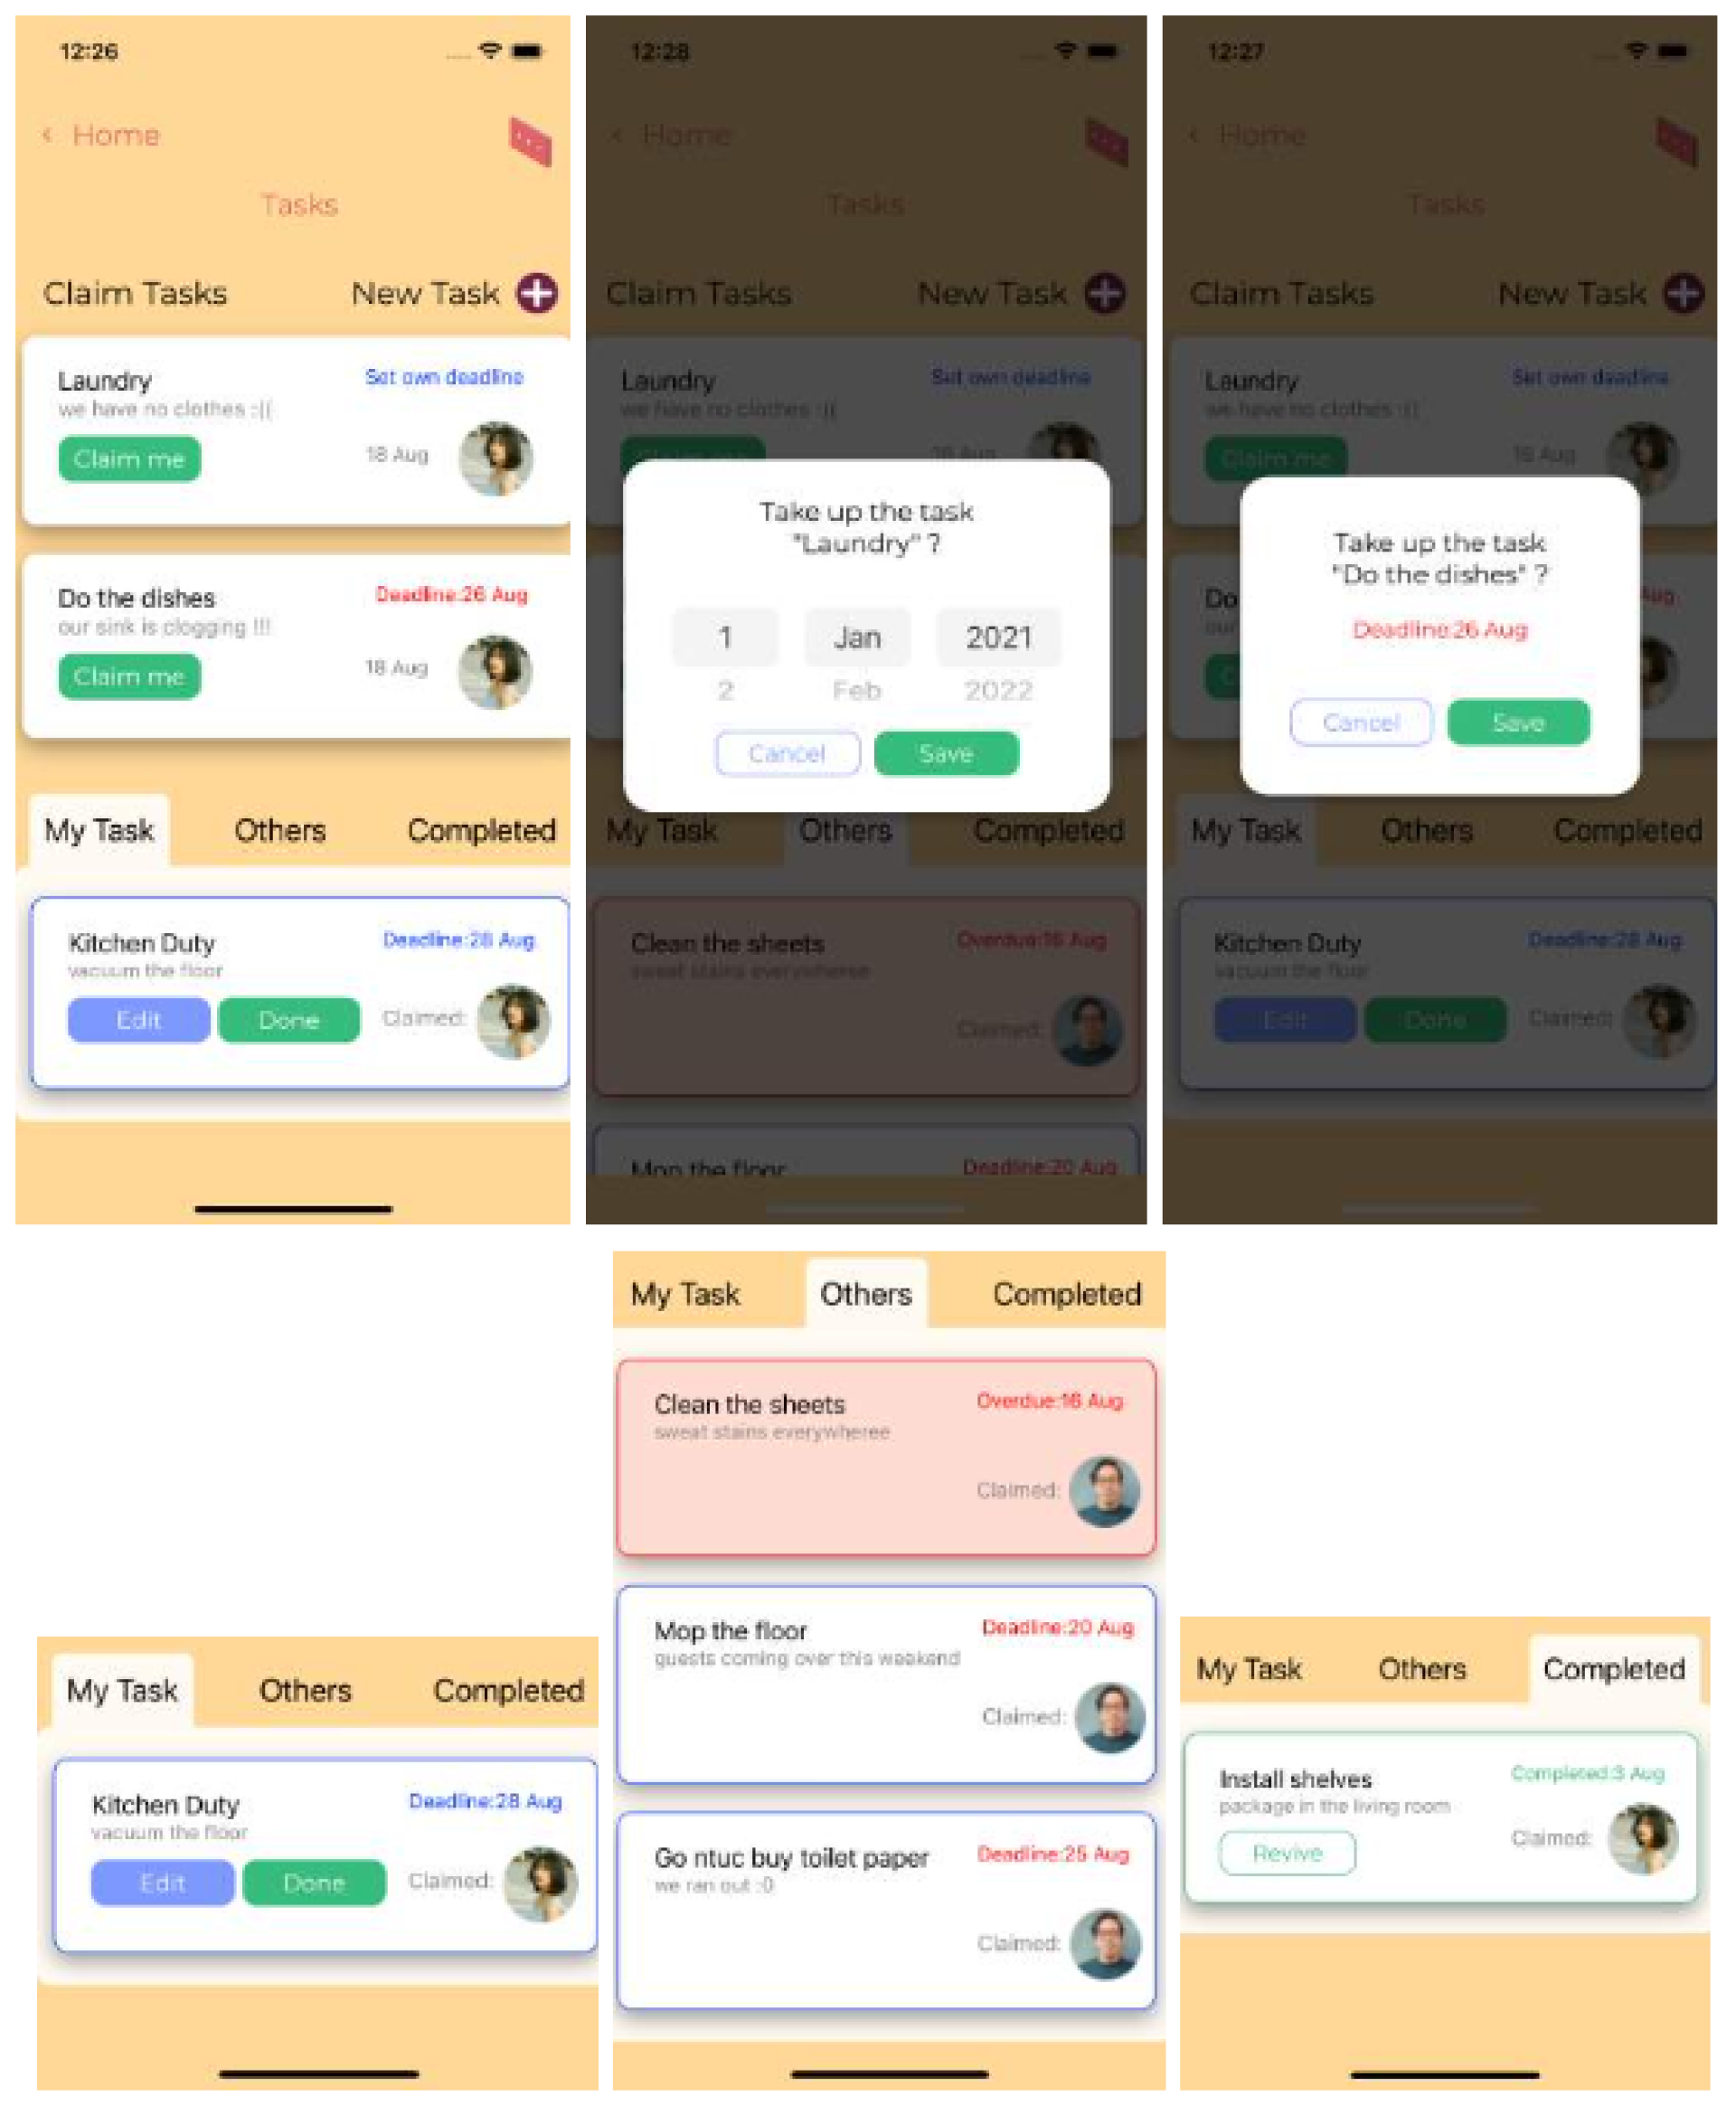 12:26
‹ Home
Tasks
Claim Tasks New Task
Laundry Set own deadline
we have no clothes :((
Claim me 18 Aug
Do the dishes Deadline:26 Aug
our sink is clogging !!!
Claim me 18 Aug
My Task Others Completed
Kitchen Duty Deadline:28 Aug
vacuum the floor
Edit Done Claimed:
12:28
‹ Home
Tasks
Claim Tasks New Task
Laundry Set own deadline
we have no clothes :((
18 Aug
Take up the task
"Laundry" ?
1 Jan 2021
2 Feb 2022
Cancel Save
My Task Others Completed
Clean the sheets Overdue:16 Aug
sweat stains everywheree
Claimed:
Mop the floor Deadline:20 Aug
12:27
‹ Home
Tasks
Claim Tasks New Task
Laundry Set own deadline
we have no clothes :((
Claim me 18 Aug
Do Aug
our
Take up the task
"Do the dishes" ?
Deadline:26 Aug
Cancel Save
My Task Others Completed
Kitchen Duty Deadline:28 Aug
vacuum the floor
Edit Done Claimed:
My Task Others Completed
Kitchen Duty Deadline:28 Aug
vacuum the floor
Edit Done Claimed:
My Task Others Completed
Clean the sheets Overdue:16 Aug
sweat stains everywheree
Claimed:
Mop the floor Deadline:20 Aug
guests coming over this weekend
Claimed:
Go ntuc buy toilet paper Deadline:25 Aug
we ran out :0
Claimed:
My Task Others Completed
Install shelves Completed:3 Aug
package in the living room
Revive Claimed: